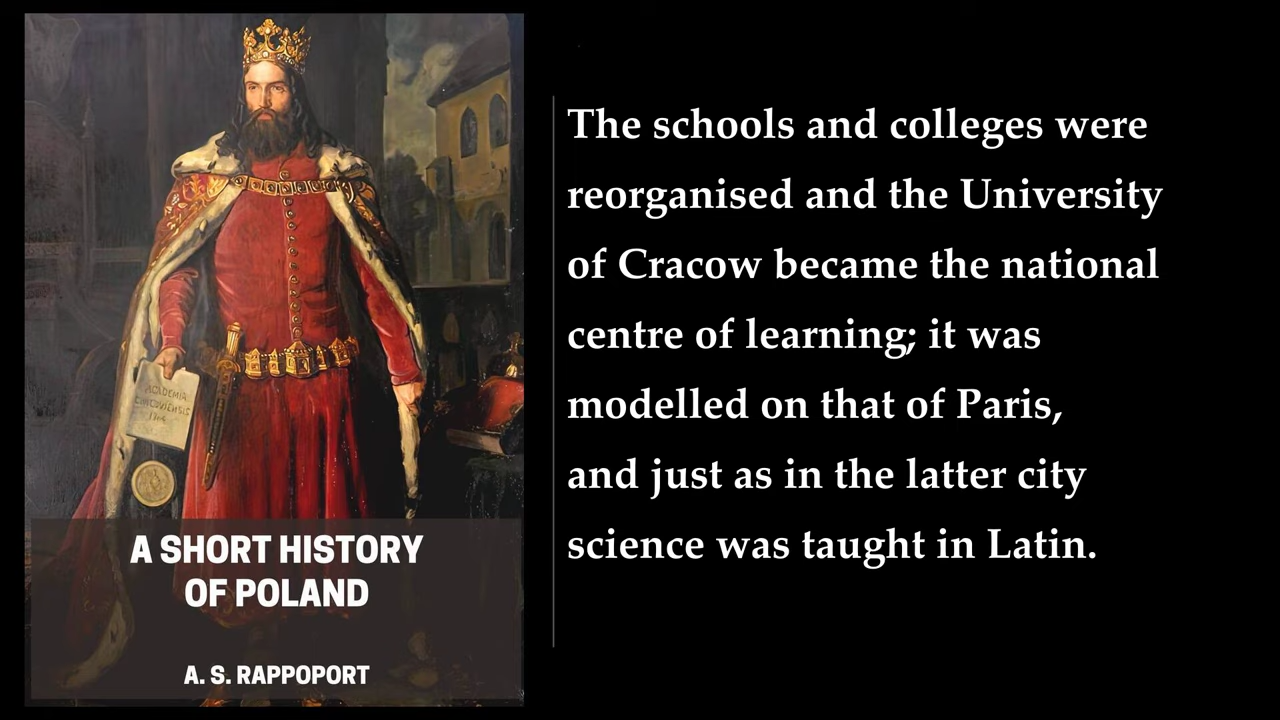 ACADEMIA
CRACOVIENSIS
A SHORT HISTORY
OF POLAND
A. S. RAPPOPORT
The schools and colleges were
reorganised and the University
of Cracow became the national
centre of learning; it was
modelled on that of Paris,
and just as in the latter city
science was taught in Latin.